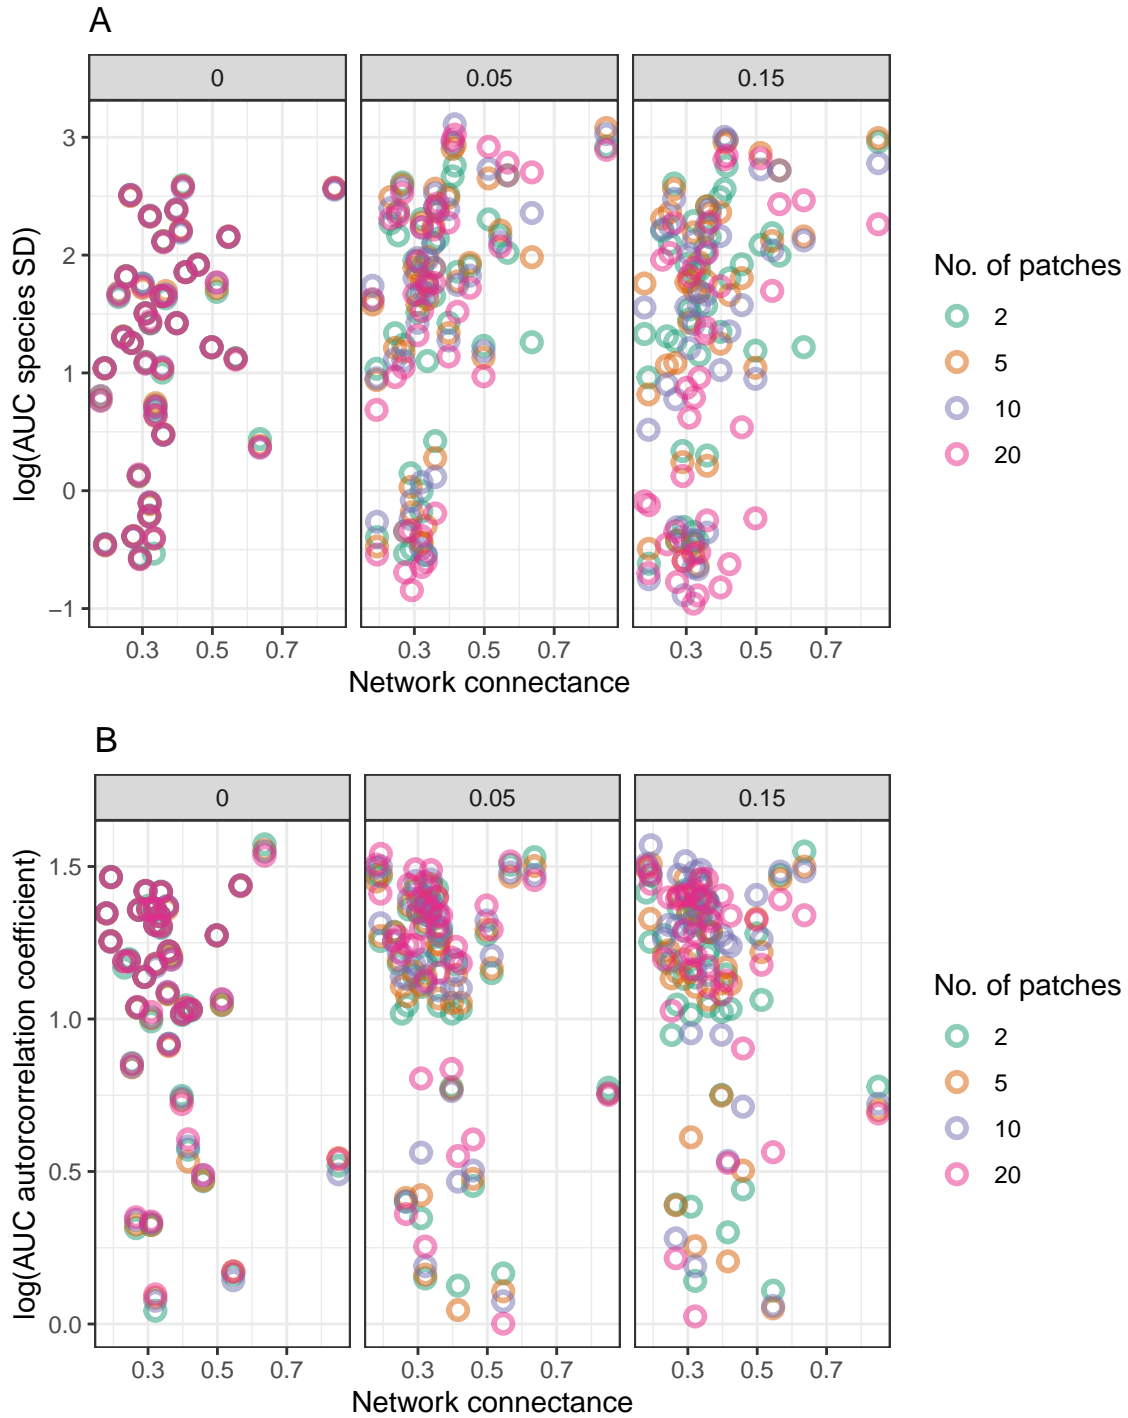 A
0 0.05 0.15
3
2
1
0
−1
log(AUC species SD)
0.3 0.5 0.7 0.3 0.5 0.7 0.3 0.5 0.7
Network connectance
No. of patches
2
5
10
20
B
0 0.05 0.15
1.5
1.0
0.5
0.0
log(AUC autorcorrelation coefficient)
0.3 0.5 0.7 0.3 0.5 0.7 0.3 0.5 0.7
Network connectance
No. of patches
2
5
10
20